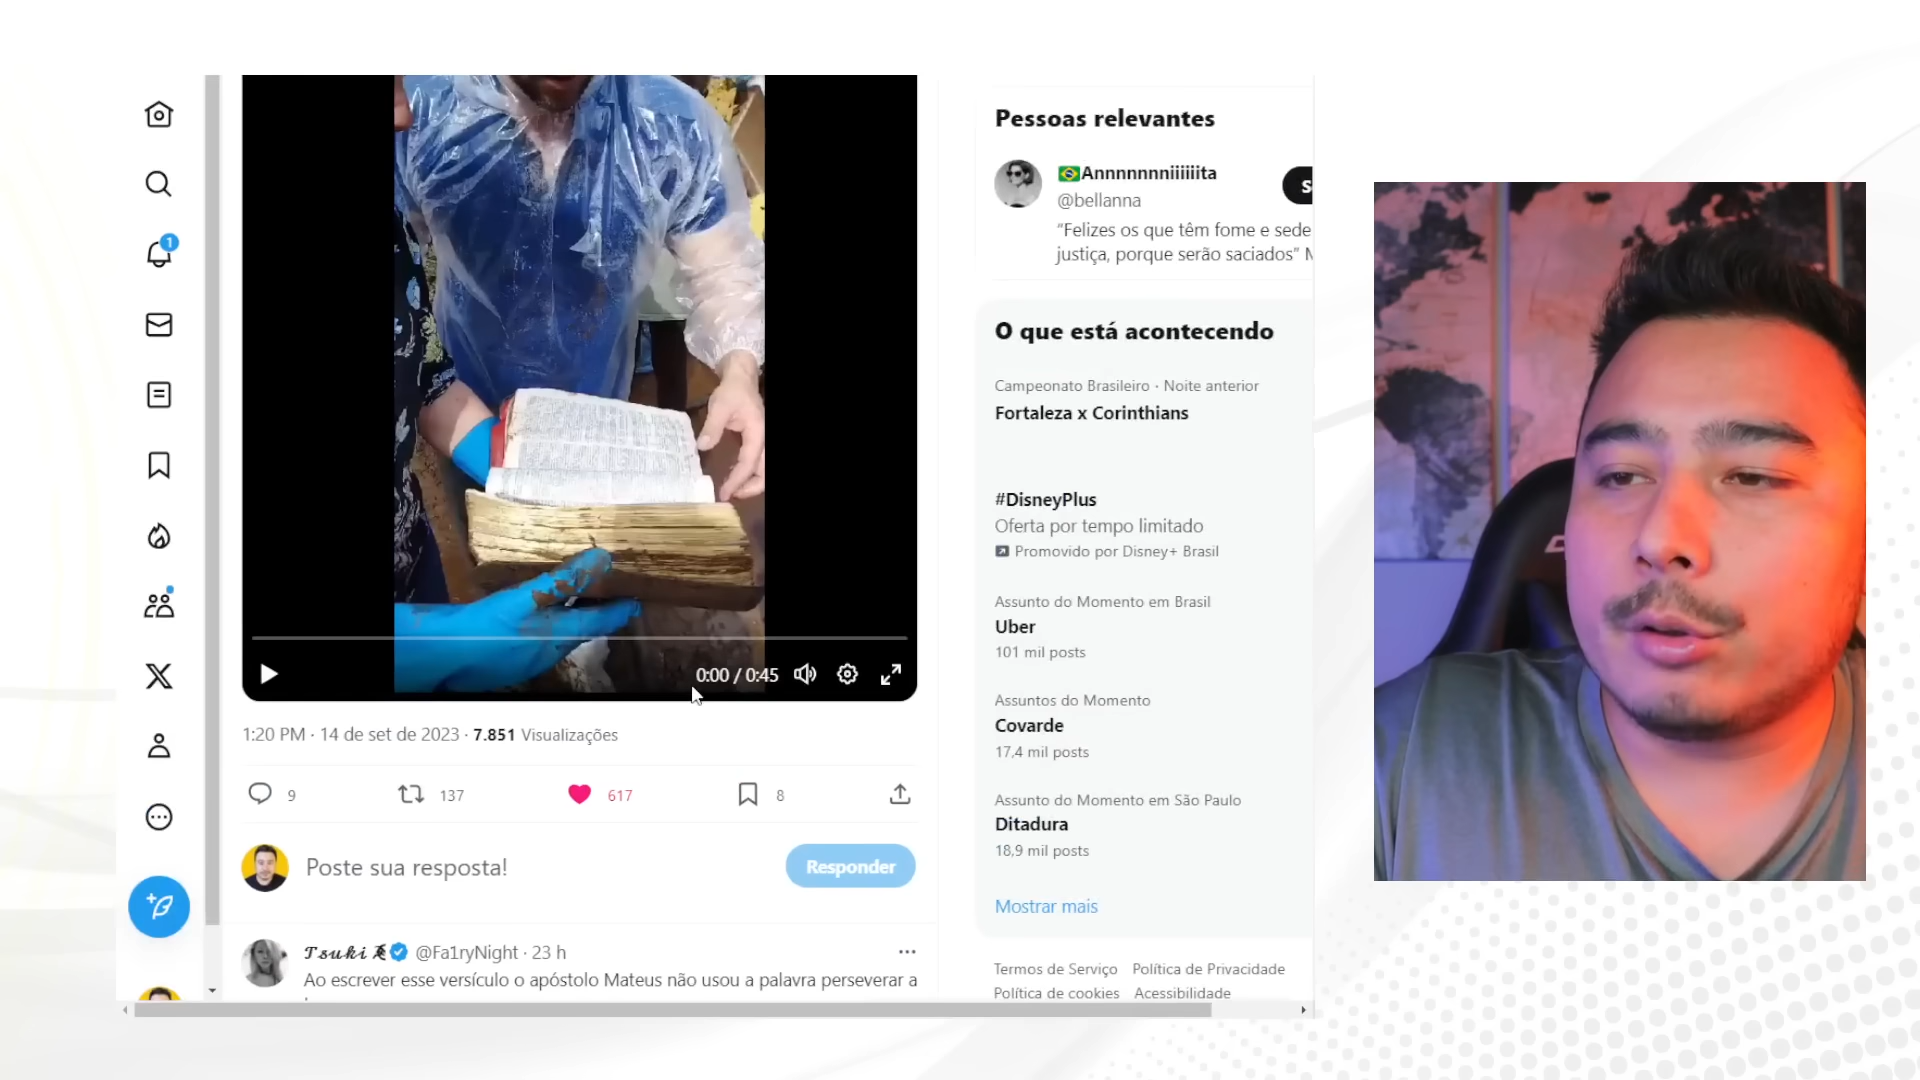 1
0:00 / 0:45
1:20 PM · 14 de set de 2023 · 7.851 Visualizações
9
137
617
8
Poste sua resposta!
Responder
Tsuki
@Fa1ryNight · 23 h
Ao escrever esse versículo o apóstolo Mateus não usou a palavra perseverar a
Pessoas relevantes
Annnnnnniiiiiita
@bellanna
“Felizes os que têm fome e sede
justiça, porque serão saciados” M
S
O que está acontecendo
Campeonato Brasileiro · Noite anterior
Fortaleza x Corinthians
#DisneyPlus
Oferta por tempo limitado
Promovido por Disney+ Brasil
Assunto do Momento em Brasil
Uber
101 mil posts
Assuntos do Momento
Covarde
17,4 mil posts
Assunto do Momento em São Paulo
Ditadura
18,9 mil posts
Mostrar mais
Termos de Serviço Política de Privacidade
Política de cookies Acessibilidade